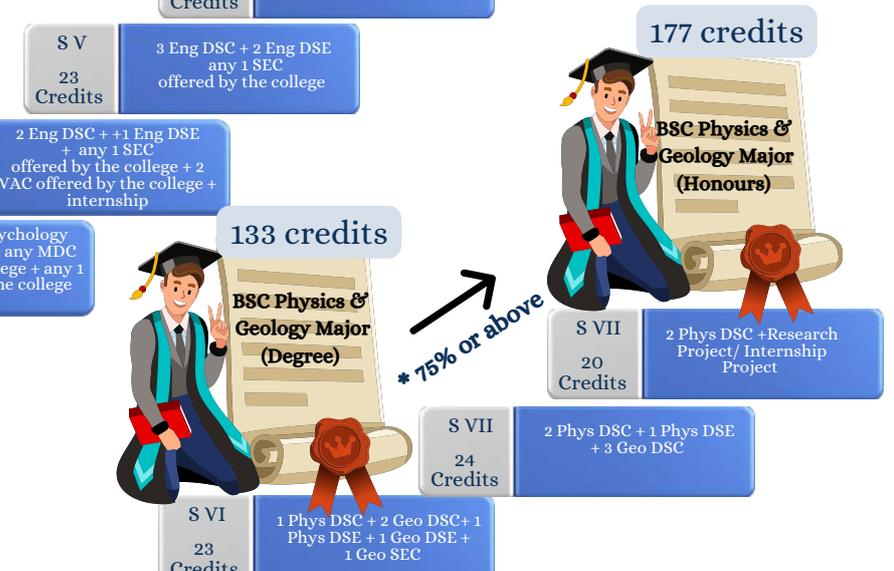 Credits
S V
23
Credits
3 Eng DSC + 2 Eng DSE
any 1 SEC
offered by the college
2 Eng DSC + +1 Eng DSE
+ any 1 SEC
offered by the college + 2
VAC offered by the college +
internship
any MDC
+ any 1
college
177 credits
BSC Physics &
Geology Major
(Honours)
133 credits
BSC Physics &
Geology Major
(Degree)
* 75% or above
S VII
20
Credits
2 Phys DSC +Research
Project/ Internship
Project
S VII
24
Credits
2 Phys DSC + 1 Phys DSE
+ 3 Geo DSC
S VI
23
Credits
1 Phys DSC + 2 Geo DSC+ 1
Phys DSE + 1 Geo DSE +
1 Geo SEC